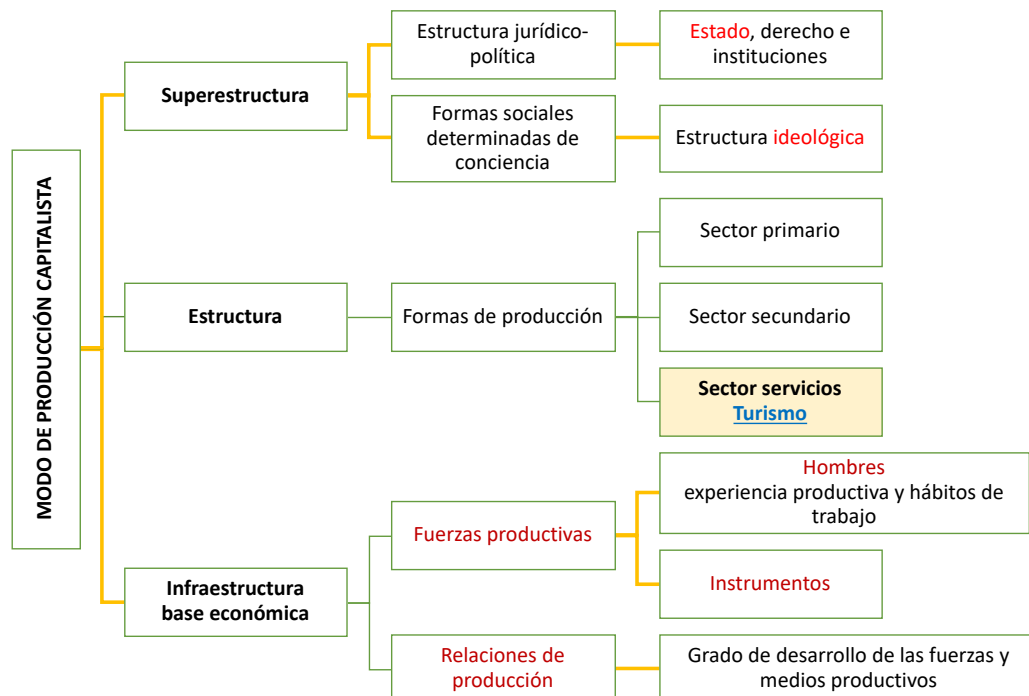 MODO DE PRODUCCIÓN CAPITALISTA
Superestructura
Estructura jurídico-
política
Estado, derecho e
instituciones
Formas sociales
determinadas de
conciencia
Estructura ideológica
Estructura
Formas de producción
Sector primario
Sector secundario
Sector servicios
Turismo
Infraestructura
base económica
Fuerzas productivas
Hombres
experiencia productiva y hábitos de
trabajo
Instrumentos
Relaciones de
producción
Grado de desarrollo de las fuerzas y
medios productivos